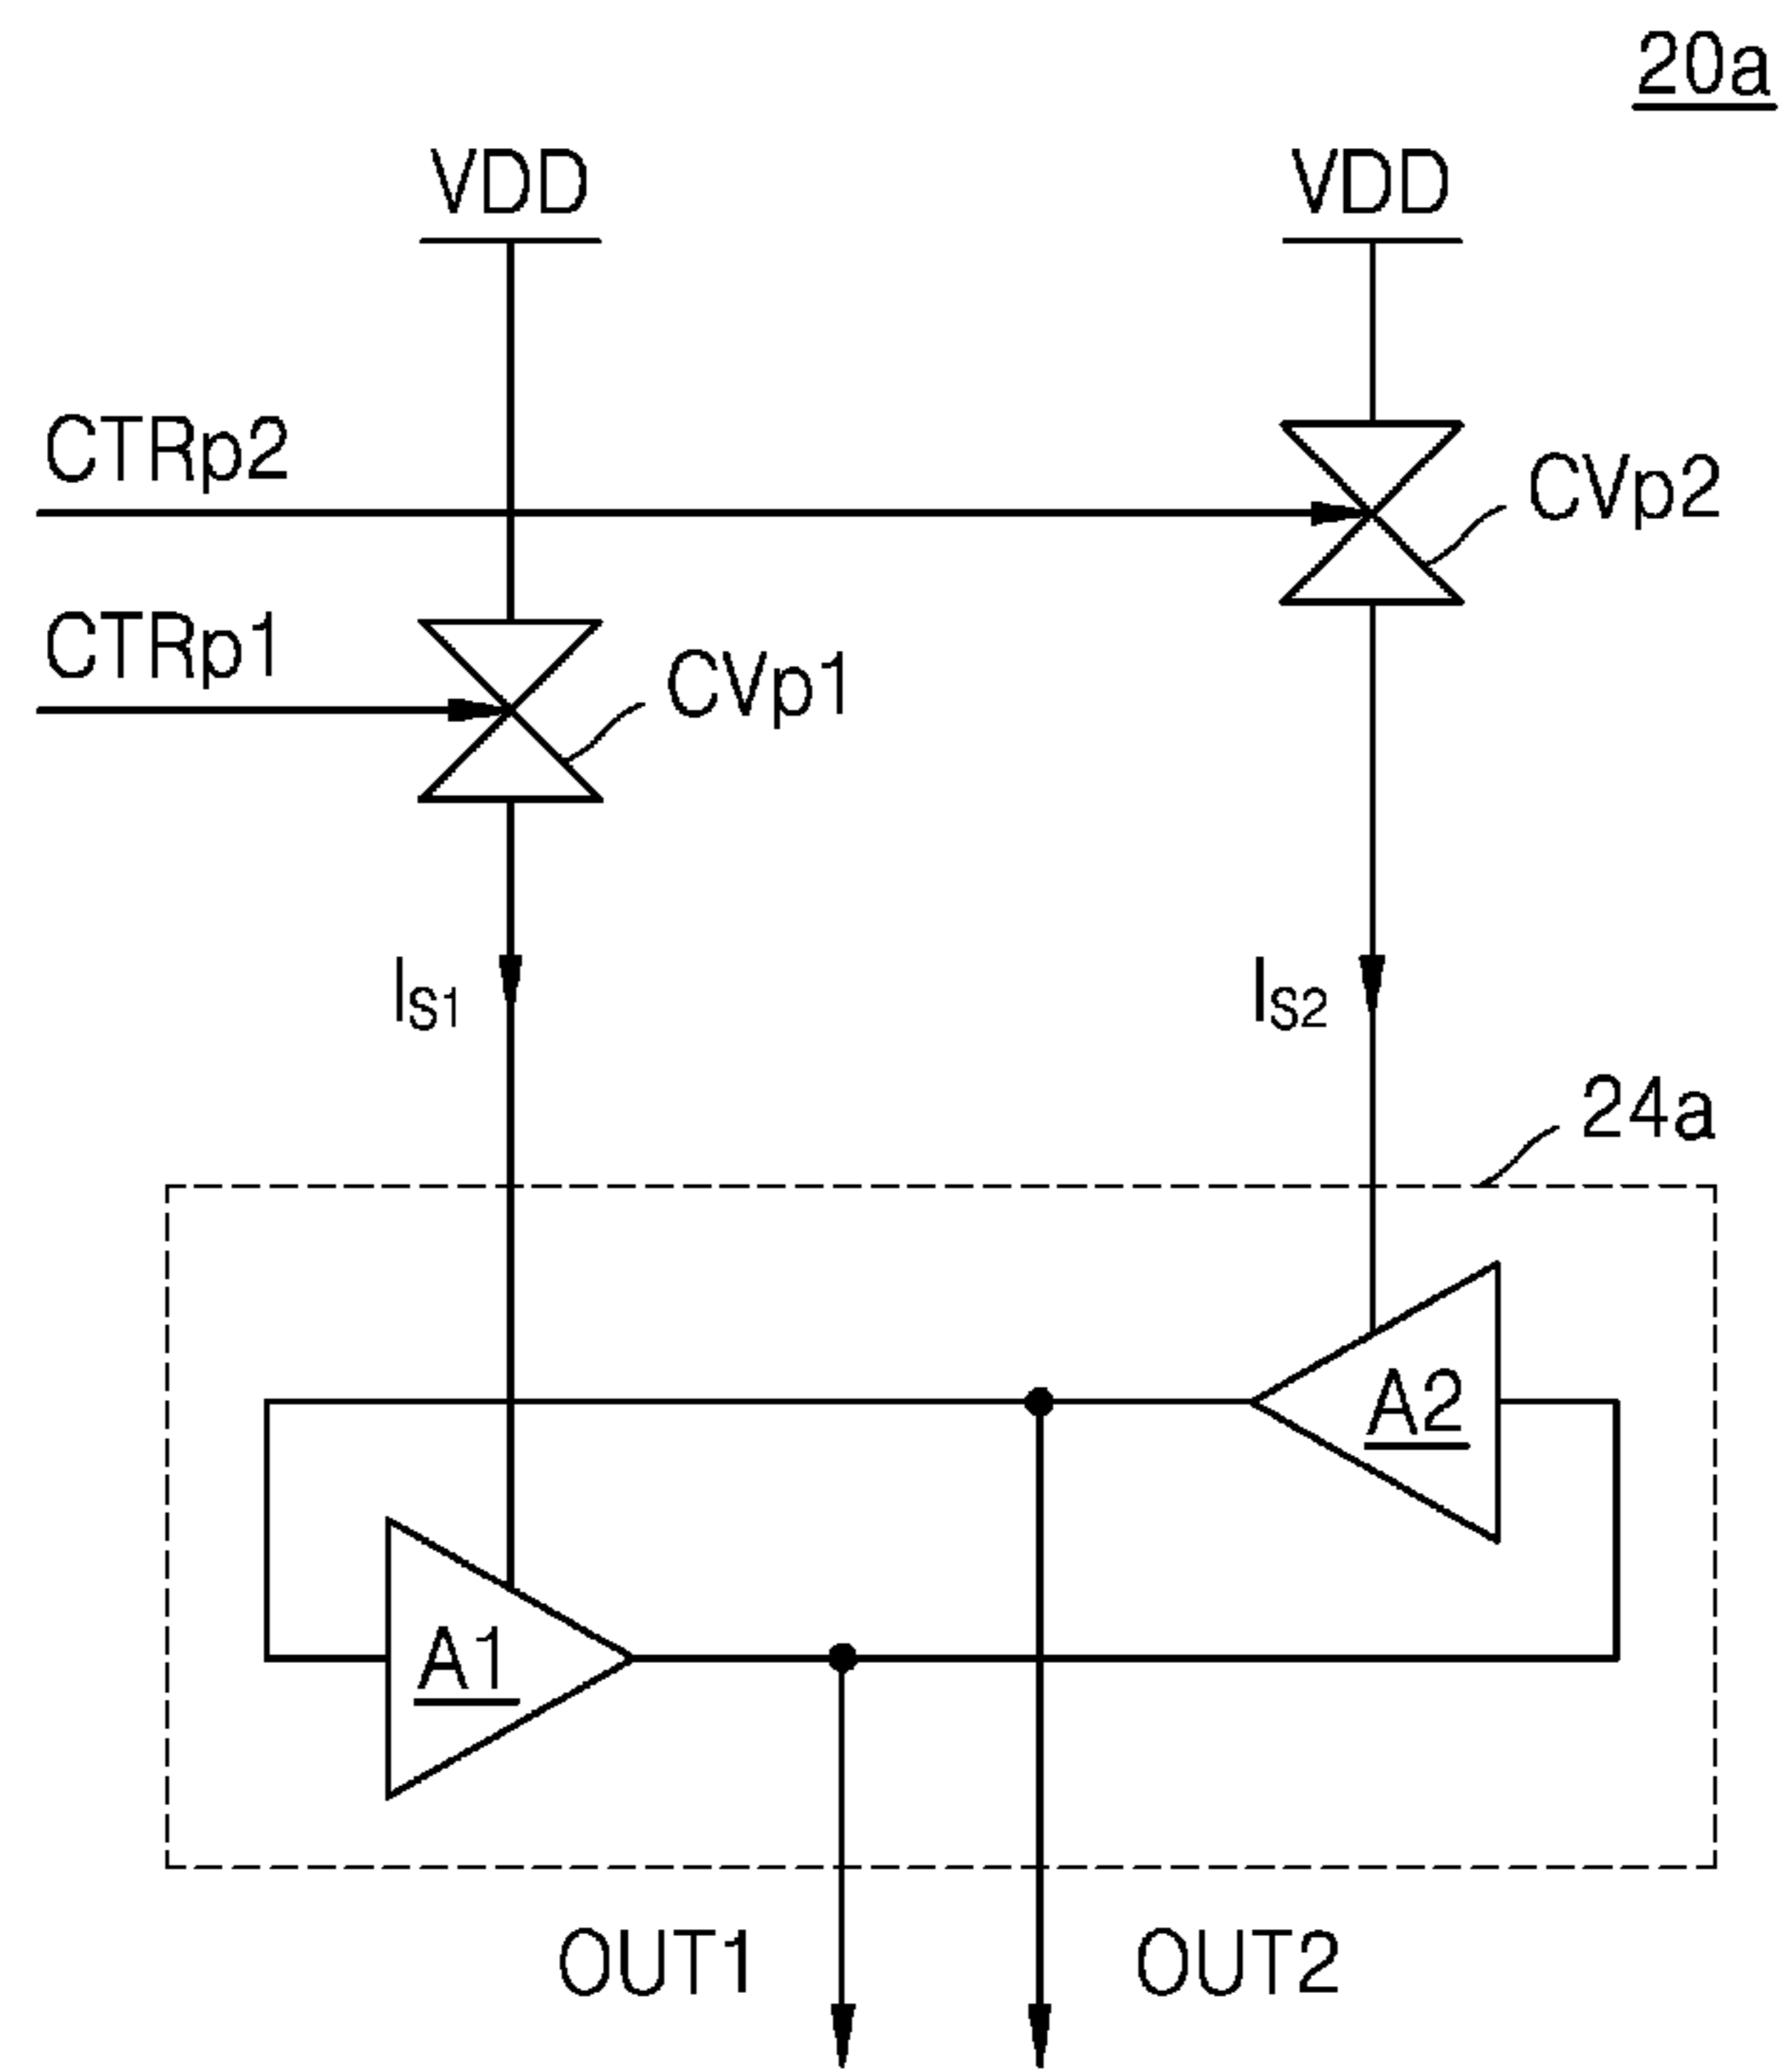 20a
VDD
VDD
CTRp2
CVp2
CTRp1
CVp1
IS1
IS2
24a
A2
A1
OUT1
OUT2